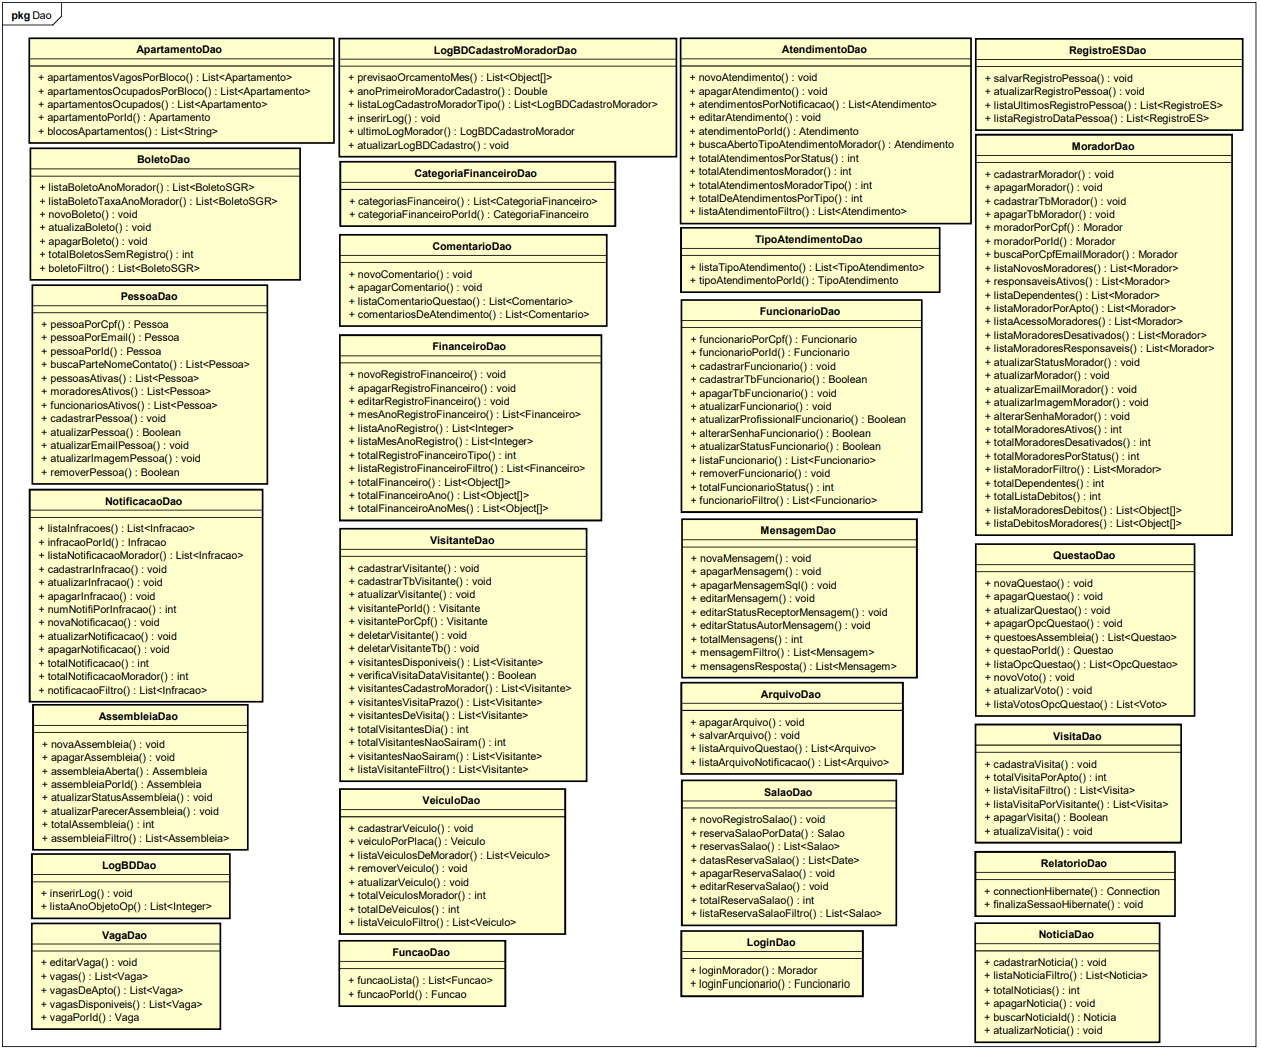 pkg Dao
ApartamentoDao
+ apartamentosVagosPorBloco() : List<Apartamento>
+ apartamentosOcupadosPorBloco() : List<Apartamento>
+ apartamentosOcupados() : List<Apartamento>
+ apartamentoPorId() : Apartamento
+ blocosApartamentos() : List<String>
BoletoDao
+ listaBoletoAnoMorador() : List<BoletoSGR>
+ listaBoletoTaxaAnoMorador() : List<BoletoSGR>
+ novoBoleto() : void
+ atualizaBoleto() : void
+ apagarBoleto() : void
+ totalBoletosSemRegistro() : int
+ boletoFiltro() : List<BoletoSGR>
PessoaDao
+ pessoaPorCpf() : Pessoa
+ pessoaPorEmail() : Pessoa
+ pessoaPorId() : Pessoa
+ buscaParteNomeContato() : List<Pessoa>
+ pessoasAtivas() : List<Pessoa>
+ moradoresAtivos() : List<Pessoa>
+ funcionariosAtivos() : List<Pessoa>
+ cadastrarPessoa() : void
+ atualizarPessoa() : Boolean
+ atualizarEmailPessoa() : void
+ atualizarImagemPessoa() : void
+ removerPessoa() : Boolean
NotificacaoDao
+ listaInfracoes() : List<Infracao>
+ infracaoPorId() : Infracao
+ listaNotificacaoMorador() : List<Infracao>
+ cadastrarInfracao() : void
+ atualizarInfracao() : void
+ apagarInfracao() : void
+ numNotifiPorInfracao() : int
+ novaNotificacao() : void
+ atualizarNotificacao() : void
+ apagarNotificacao() : void
+ totalNotificacao() : int
+ totalNotificacaoMorador() : int
+ notificacaoFiltro() : List<Infracao>
AssembleiaDao
+ novaAssembleia() : void
+ apagarAssembleia() : void
+ assembleiaAberta() : Assembleia
+ assembleiaPorId() : Assembleia
+ atualizarStatusAssembleia() : void
+ atualizarParecerAssembleia() : void
+ totalAssembleia() : int
+ assembleiaFiltro() : List<Assembleia>
LogBDDao
+ inserirLog() : void
+ listaAnoObjetoOp() : List<Integer>
VagaDao
+ editarVaga() : void
+ vagas() : List<Vaga>
+ vagasDeApto() : List<Vaga>
+ vagasDisponiveis() : List<Vaga>
+ vagaPorId() : Vaga
LogBDCadastroMoradorDao
+ previsaoOrcamentoMes() : List<Object[]>
+ anoPrimeiroMoradorCadastro() : Double
+ listaLogCadastroMoradorTipo() : List<LogBDCadastroMorador>
+ inserirLog() : void
+ ultimoLogMorador() : LogBDCadastroMorador
+ atualizarLogBDCadastro() : void
CategoriaFinanceiroDao
+ categoriasFinanceiro() : List<CategoriaFinanceiro>
+ categoriaFinanceiroPorId() : CategoriaFinanceiro
ComentarioDao
+ novoComentario() : void
+ apagarComentario() : void
+ listaComentarioQuestao() : List<Comentario>
+ comentariosDeAtendimento() : List<Comentario>
FinanceiroDao
+ novoRegistroFinanceiro() : void
+ apagarRegistroFinanceiro() : void
+ editarRegistroFinanceiro() : void
+ mesAnoRegistroFinanceiro() : List<Financeiro>
+ listaAnoRegistro() : List<Integer>
+ listaMesAnoRegistro() : List<Integer>
+ totalRegistroFinanceiroTipo() : int
+ listaRegistroFinanceiroFiltro() : List<Financeiro>
+ totalFinanceiro() : List<Object[]>
+ totalFinanceiroAno() : List<Object[]>
+ totalFinanceiroAnoMes() : List<Object[]>
VisitanteDao
+ cadastrarVisitante() : void
+ cadastrarTbVisitante() : void
+ atualizarVisitante() : void
+ visitantePorId() : Visitante
+ visitantePorCpf() : Visitante
+ deletarVisitante() : void
+ deletarVisitanteTb() : void
+ visitantesDisponiveis() : List<Visitante>
+ verificaVisitaDataVisitante() : Boolean
+ visitantesCadastroMorador() : List<Visitante>
+ visitantesVisitaPrazo() : List<Visitante>
+ visitantesDeVisita() : List<Visitante>
+ totalVisitantesDia() : int
+ totalVisitantesNaoSairam() : int
+ visitantesNaoSairam() : List<Visitante>
+ listaVisitanteFiltro() : List<Visitante>
VeiculoDao
+ cadastrarVeiculo() : void
+ veiculoPorPlaca() : Veiculo
+ listaVeiculosDeMorador() : List<Veiculo>
+ removerVeiculo() : void
+ atualizarVeiculo() : void
+ totalVeiculosMorador() : int
+ totalDeVeiculos() : int
+ listaVeiculoFiltro() : List<Veiculo>
FuncaoDao
+ funcaoLista() : List<Funcao>
+ funcaoPorId() : Funcao
AtendimentoDao
+ novoAtendimento() : void
+ apagarAtendimento() : void
+ atendimentosPorNotificacao() : List<Atendimento>
+ editarAtendimento() : void
+ atendimentoPorId() : Atendimento
+ buscaAbertoTipoAtendimentoMorador() : Atendimento
+ totalAtendimentosPorStatus() : int
+ totalAtendimentosMorador() : int
+ totalAtendimentosMoradorTipo() : int
+ totalDeAtendimentosPorTipo() : int
+ listaAtendimentoFiltro() : List<Atendimento>
TipoAtendimentoDao
+ listaTipoAtendimento() : List<TipoAtendimento>
+ tipoAtendimentoPorId() : TipoAtendimento
FuncionarioDao
+ funcionarioPorCpf() : Funcionario
+ funcionarioPorId() : Funcionario
+ cadastrarFuncionario() : void
+ cadastrarTbFuncionario() : Boolean
+ apagarTbFuncionario() : void
+ atualizarFuncionario() : void
+ atualizarProfissionalFuncionario() : Boolean
+ alterarSenhaFuncionario() : Boolean
+ atualizarStatusFuncionario() : Boolean
+ listaFuncionario() : List<Funcionario>
+ removerFuncionario() : void
+ totalFuncionarioStatus() : int
+ funcionarioFiltro() : List<Funcionario>
MensagemDao
+ novaMensagem() : void
+ apagarMensagem() : void
+ apagarMensagemSql() : void
+ editarMensagem() : void
+ editarStatusReceptorMensagem() : void
+ editarStatusAutorMensagem() : void
+ totalMensagens() : int
+ mensagemFiltro() : List<Mensagem>
+ mensagensResposta() : List<Mensagem>
ArquivoDao
+ apagarArquivo() : void
+ salvarArquivo() : void
+ listaArquivoQuestao() : List<Arquivo>
+ listaArquivoNotificacao() : List<Arquivo>
SalaoDao
+ novoRegistroSalao() : void
+ reservaSalaoPorData() : Salao
+ reservasSalao() : List<Salao>
+ datasReservaSalao() : List<Date>
+ apagarReservaSalao() : void
+ editarReservaSalao() : void
+ totalReservaSalao() : int
+ listaReservaSalaoFiltro() : List<Salao>
LoginDao
+ loginMorador() : Morador
+ loginFuncionario() : Funcionario
RegistroESDao
+ salvarRegistroPessoa() : void
+ atualizarRegistroPessoa() : void
+ listaUltimosRegistroPessoa() : List<RegistroES>
+ listaRegistroDataPessoa() : List<RegistroES>
MoradorDao
+ cadastrarMorador() : void
+ apagarMorador() : void
+ cadastrarTbMorador() : void
+ apagarTbMorador() : void
+ moradorPorCpf() : Morador
+ moradorPorId() : Morador
+ buscaPorCpfEmailMorador() : Morador
+ listaNovosMoradores() : List<Morador>
+ responsaveisAtivos() : List<Morador>
+ listaDependentes() : List<Morador>
+ listaMoradorPorApto() : List<Morador>
+ listaAcessoMoradores() : List<Morador>
+ listaMoradoresDesativados() : List<Morador>
+ listaMoradoresResponsaveis() : List<Morador>
+ atualizarStatusMorador() : void
+ atualizarMorador() : void
+ atualizarEmailMorador() : void
+ atualizarImagemMorador() : void
+ alterarSenhaMorador() : void
+ totalMoradoresAtivos() : int
+ totalMoradoresDesativados() : int
+ totalMoradoresPorStatus() : int
+ listaMoradorFiltro() : List<Morador>
+ totalDependentes() : int
+ totalListaDebitos() : int
+ listaMoradoresDebitos() : List<Object[]>
+ listaDebitosMoradores() : List<Object[]>
QuestaoDao
+ novaQuestao() : void
+ apagarQuestao() : void
+ atualizarQuestao() : void
+ apagarOpcQuestao() : void
+ questoesAssembleia() : List<Questao>
+ questaoPorId() : Questao
+ listaOpcQuestao() : List<OpcQuestao>
+ novoVoto() : void
+ atualizarVoto() : void
+ listaVotosOpcQuestao() : List<Voto>
VisitaDao
+ cadastraVisita() : void
+ totalVisitaPorApto() : int
+ listaVisitaFiltro() : List<Visita>
+ listaVisitaPorVisitante() : List<Visita>
+ apagarVisita() : Boolean
+ atualizaVisita() : void
RelatorioDao
+ connectionHibernate() : Connection
+ finalizaSessaoHibernate() : void
NoticiaDao
+ cadastrarNoticia() : void
+ listaNoticiaFiltro() : List<Noticia>
+ totalNoticias() : int
+ apagarNoticia() : void
+ buscarNoticiaId() : Noticia
+ atualizarNoticia() : void